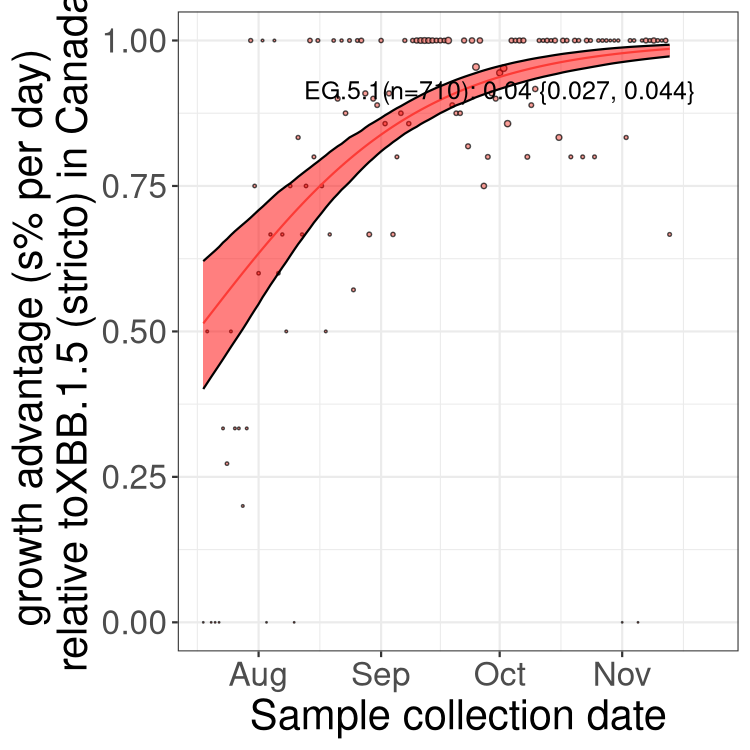 growth advantage (s% per day)
relative toXBB.1.5 (stricto) in Canada
1.00
0.75
0.50
0.25
0.00
EG.5.1(n=710): 0.04 {0.027, 0.044}
Aug Sep Oct Nov
Sample collection date